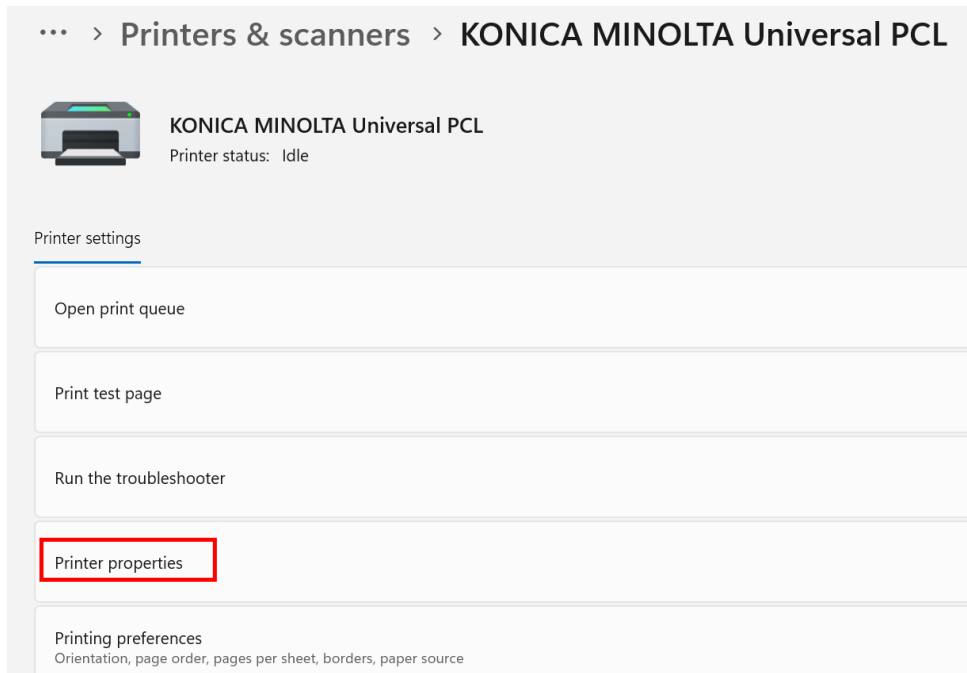 ··· > Printers & scanners > KONICA MINOLTA Universal PCL
KONICA MINOLTA Universal PCL
Printer status: Idle
Printer settings
Open print queue
Print test page
Run the troubleshooter
Printer properties
Printing preferences
Orientation, page order, pages per sheet, borders, paper source